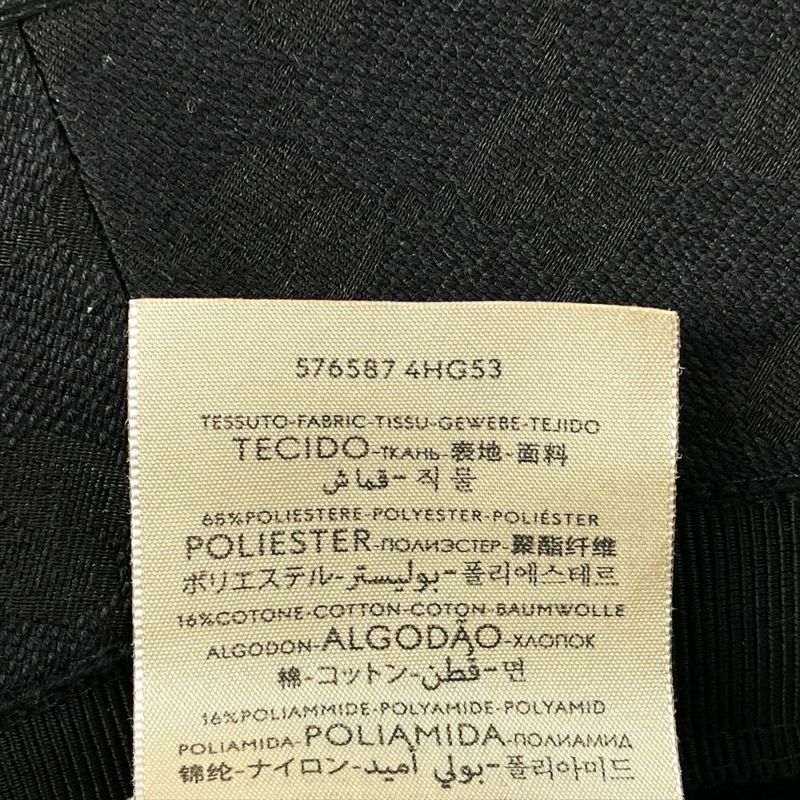 576587 4HG53
TESSUTO-FABRIC-TISSU-GEWEBE-TEJIDO
TECIDO-ТКАНЬ-表地-面料
قماش-직물
65%POLIESTERE-POLYESTER-POLIÉSTER
POLIESTER-ПОЛИЭСТЕР-聚酯纤维
ポリエステル-بوليستر-폴리에스테르
16%COTONE-COTTON-COTON-BAUMWOLLE
ALGODON-ALGODÃO-ХЛОПОК
綿-コットン-قطن-면
16%POLIAMMIDE-POLYAMIDE-POLYAMID
POLIAMIDA-POLIAMIDA-ПОЛИАМИД
锦纶-ナイロン-بولي أميد-폴리아미드